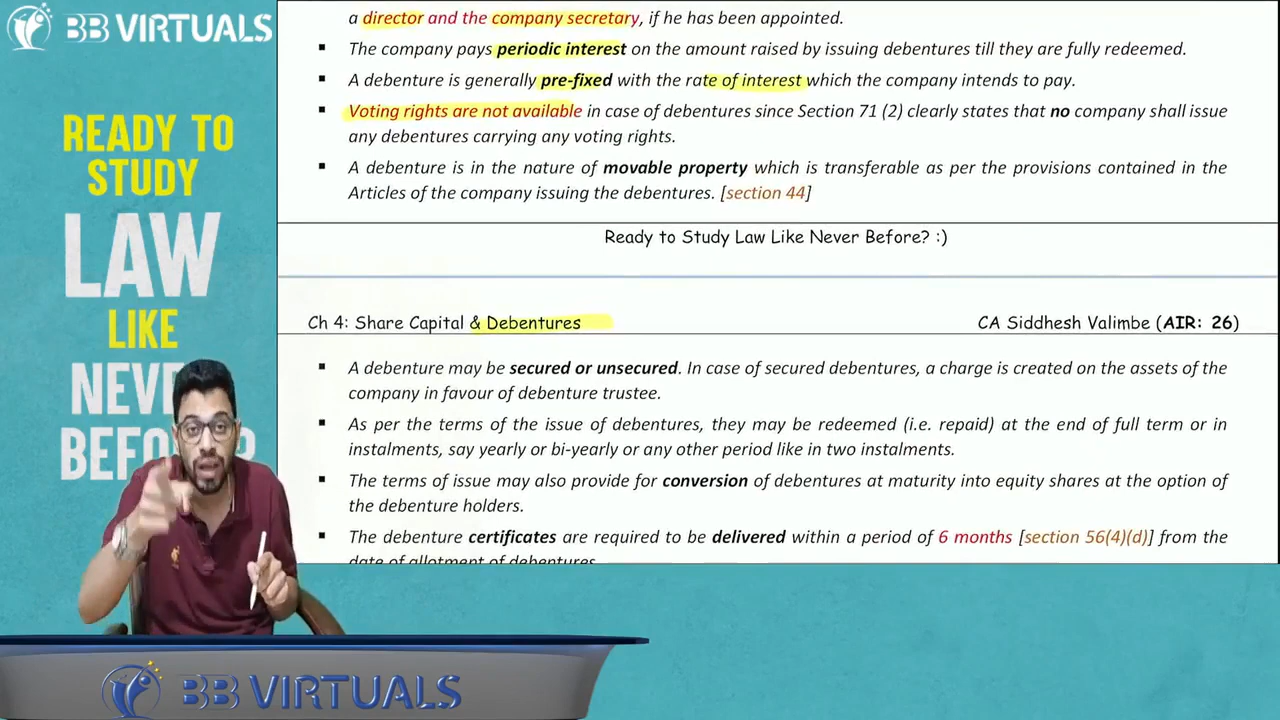 BB VIRTUALS
READY TO
STUDY
LAW
LIKE
BB VIRTUALS
a director and the company secretary, if he has been appointed.
▪ The company pays periodic interest on the amount raised by issuing debentures till they are fully redeemed.
▪ A debenture is generally pre-fixed with the rate of interest which the company intends to pay.
▪ Voting rights are not available in case of debentures since Section 71 (2) clearly states that no company shall issue
any debentures carrying any voting rights.
▪ A debenture is in the nature of movable property which is transferable as per the provisions contained in the
Articles of the company issuing the debentures. [section 44]
Ready to Study Law Like Never Before? :)
Ch 4: Share Capital & Debentures CA Siddhesh Valimbe (AIR: 26)
▪ A debenture may be secured or unsecured. In case of secured debentures, a charge is created on the assets of the
company in favour of debenture trustee.
▪ As per the terms of the issue of debentures, they may be redeemed (i.e. repaid) at the end of full term or in
instalments, say yearly or bi-yearly or any other period like in two instalments.
▪ The terms of issue may also provide for conversion of debentures at maturity into equity shares at the option of
the debenture holders.
▪ The debenture certificates are required to be delivered within a period of 6 months [section 56(4)(d)] from the
date of allotment of debentures